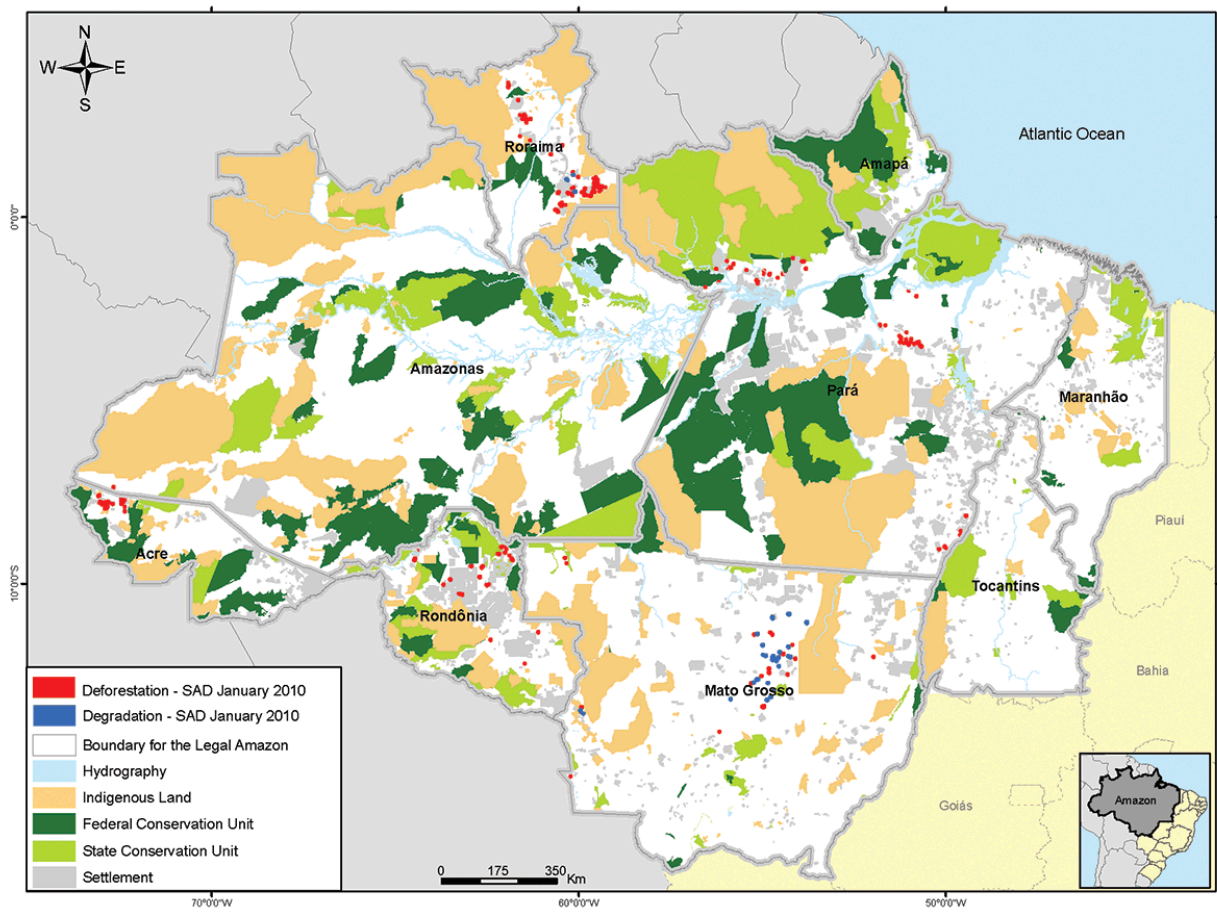 N
W E
S
Atlantic Ocean
Roraima
Amapá
0°0'0"
Amazonas
Pará
Maranhão
Piauí
Acre
10°0'0"S
Tocantins
Rondônia
Bahia
Mato Grosso
Goiás
Deforestation - SAD January 2010
Degradation - SAD January 2010
Boundary for the Legal Amazon
Hydrography
Indigenous Land
Federal Conservation Unit
State Conservation Unit
Settlement
0 175 350
Km
Amazon
70°0'0"W 60°0'0"W 50°0'0"W